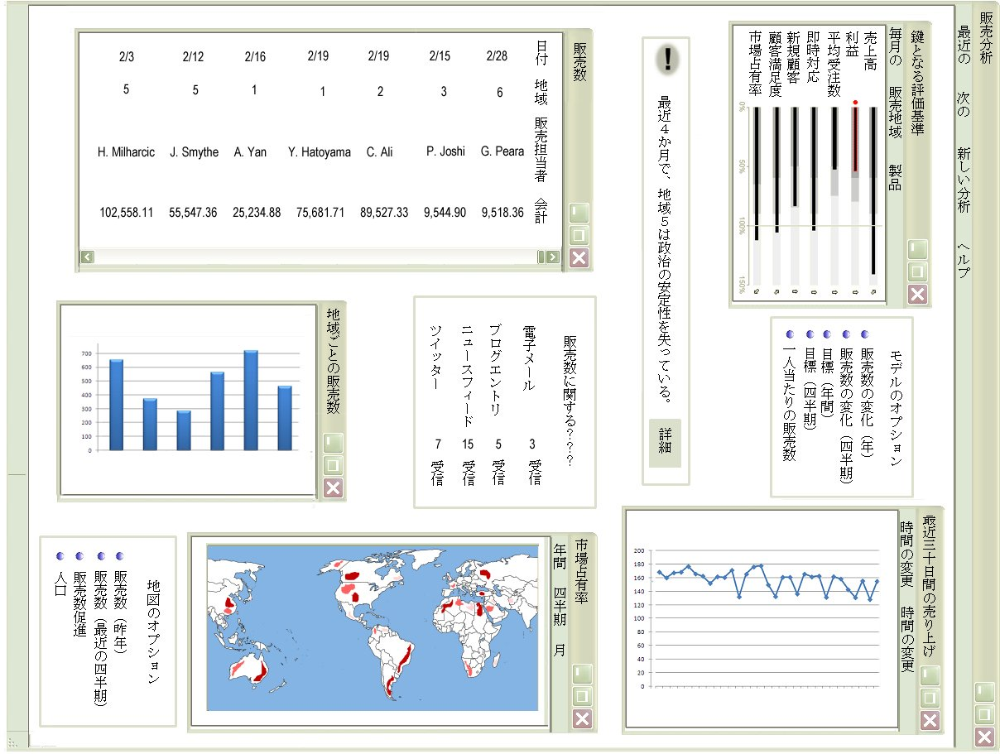 販売分析
最近の 次の 新しい分析 ヘルプ
鍵となる評価基準
毎月の 販売地域 製品
売上高
利益
平均受注数
即時対応
新規顧客
顧客満足度
市場占有率
0% 50% 100% 150%
モデルのオプション
販売数の変化（年）
販売数の変化（四半期）
目標（年間）
目標（四半期）
一人当たりの販売数
最近三十日間の売り上げ
時間の変更 時間の変更
200
180
160
140
120
100
80
60
40
20
0
!
最近４か月で、地域５は政治の安定性を失っている。
詳細
販売数
日付 地域 販売担当者 会計
2/28 6 G. Peara 9,518.36
2/15 3 P. Joshi 9,544.90
2/19 2 C. Ali 89,527.33
2/19 1 Y. Hatoyama 75,681.71
2/16 1 A. Yan 25,234.88
2/12 5 J. Smythe 55,547.36
2/3 5 H. Milharcic 102,558.11
販売数に関する？？？
電子メール 3 受信
ブログエントリ 5 受信
ニュースフィード 15 受信
ツイッター 7 受信
市場占有率
年間 四半期 月
地域ごとの販売数
700
600
500
400
300
200
100
0
地図のオプション
販売数（昨年）
販売数（最近の四半期）
販売数促進
人口